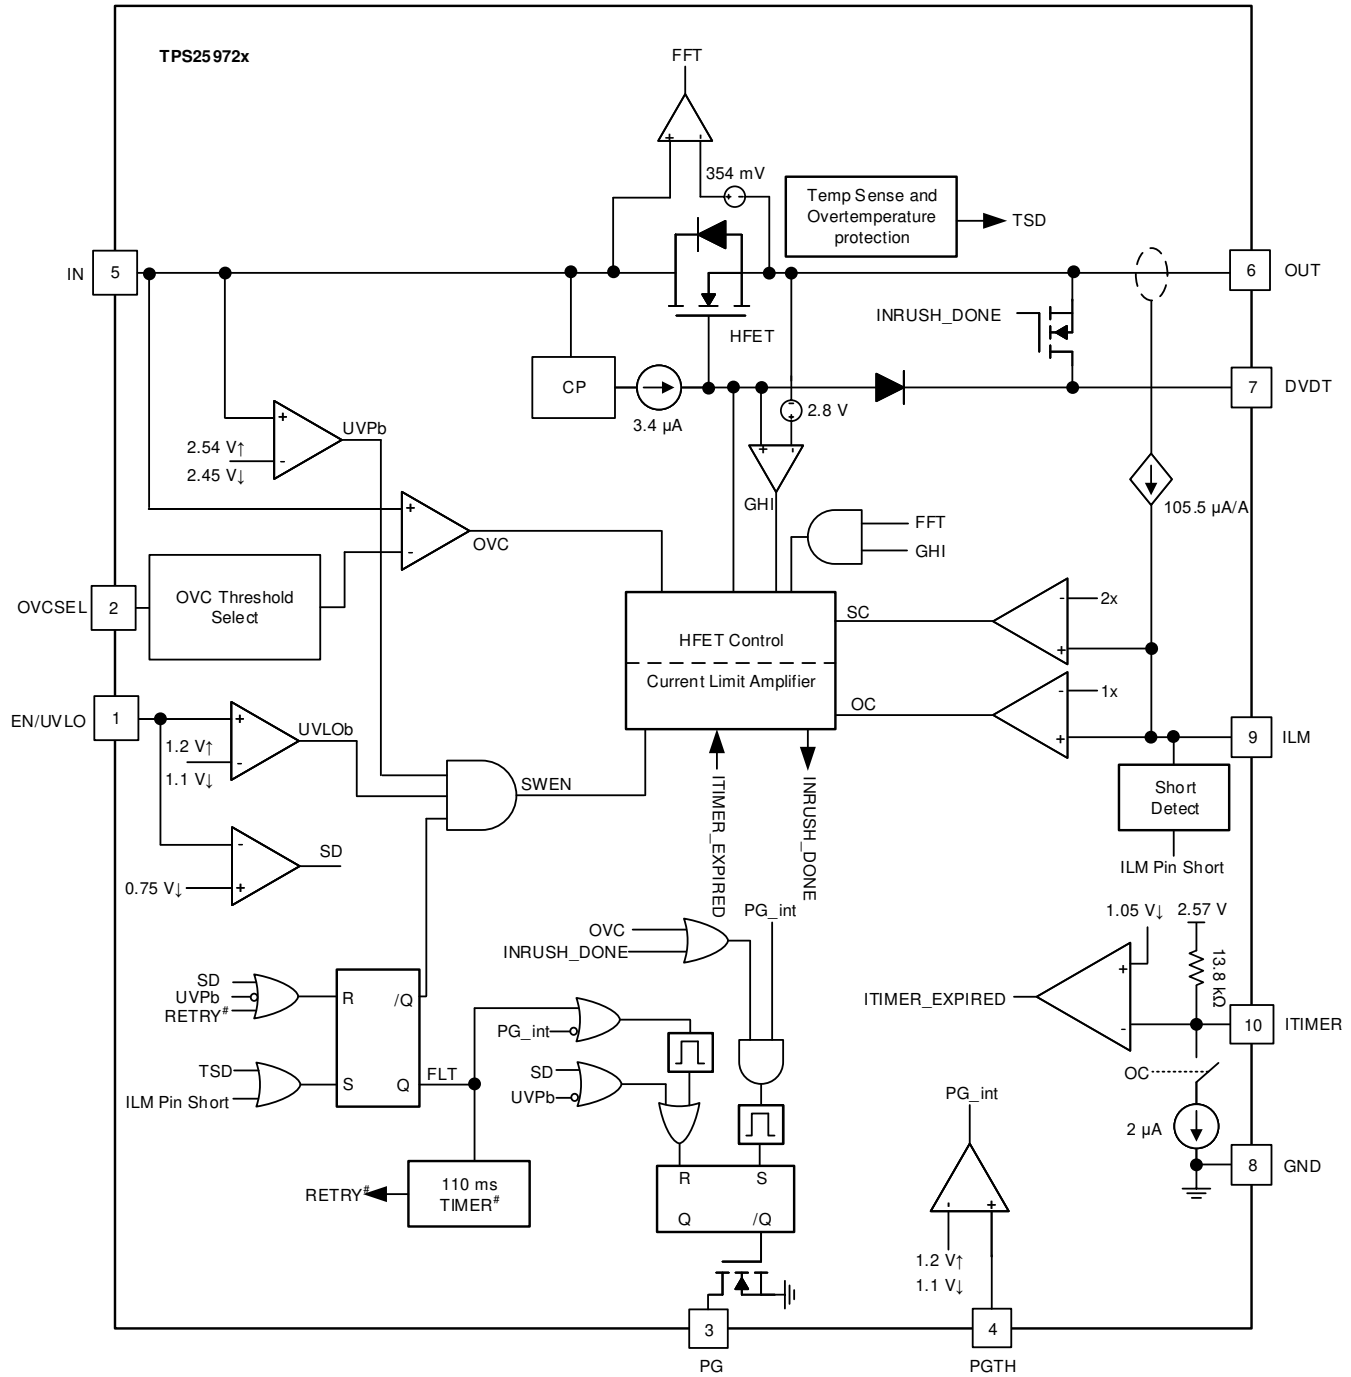 TPS25972x
FFT
354 mV
Temp Sense and
Overtemperature
protection
TSD
IN
5
6
OUT
INRUSH_DONE
HFET
CP
3.4 µA
2.8 V
7
DVDT
+
-
UVPb
2.54 V↑
2.45 V↓
GHI
105.5 µA/A
OVC
FFT
GHI
OVCSEL
2
OVC Threshold
Select
SC
2x
HFET Control
Current Limit Amplifier
OC
1x
EN/UVLO
1
UVLOb
1.2 V↑
1.1 V↓
9
ILM
SWEN
Short
Detect
ILM Pin Short
SD
0.75 V↓
ITIMER_EXPIRED
INRUSH_DONE
PG_int
1.05 V↓
2.57 V
13.8 kΩ
OVC
INRUSH_DONE
SD
UVPb
RETRY#
R
/Q
PG_int
ITIMER_EXPIRED
10
ITIMER
TSD
ILM Pin Short
S
Q
FLT
SD
UVPb
OC
2 µA
PG_int
8
GND
RETRY#
110 ms
TIMER#
R
S
Q
/Q
1.2 V↑
1.1 V↓
3
PG
4
PGTH